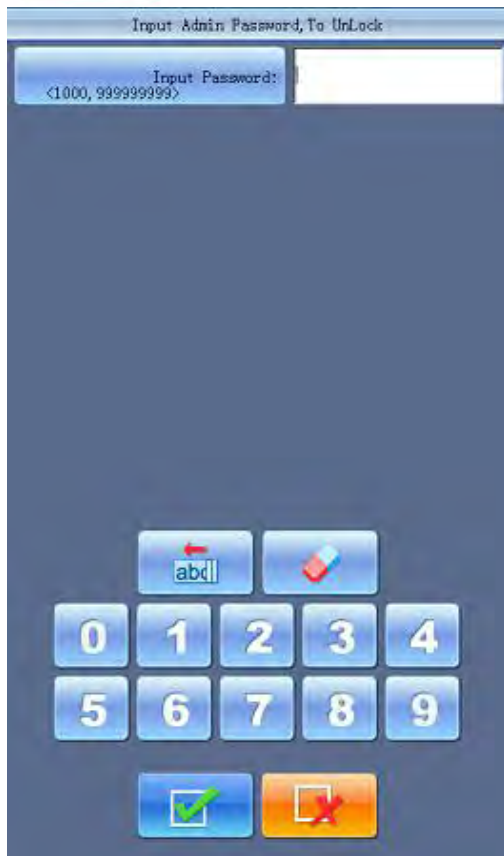 Input Admin Password,To UnLock
Input Password:
<1000,999999999>
abc
0 1 2 3 4
5 6 7 8 9